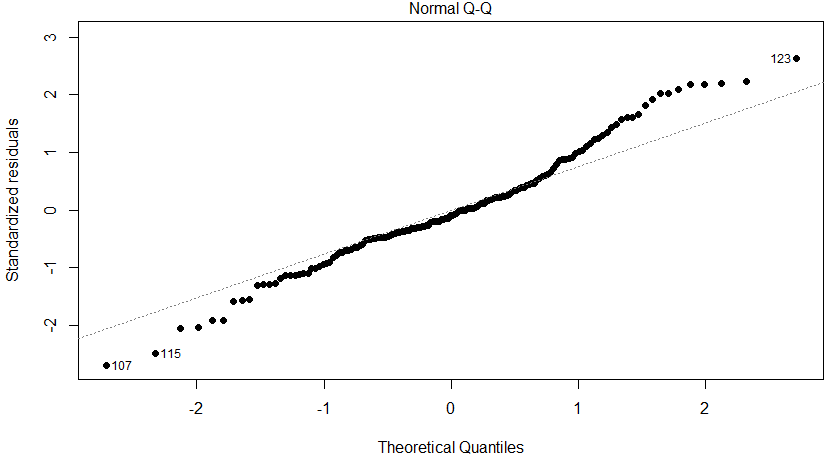 Normal Q-Q
Standardized residuals
3
2
1
0
-1
-2
123
115
107
-2 -1 0 1 2
Theoretical Quantiles